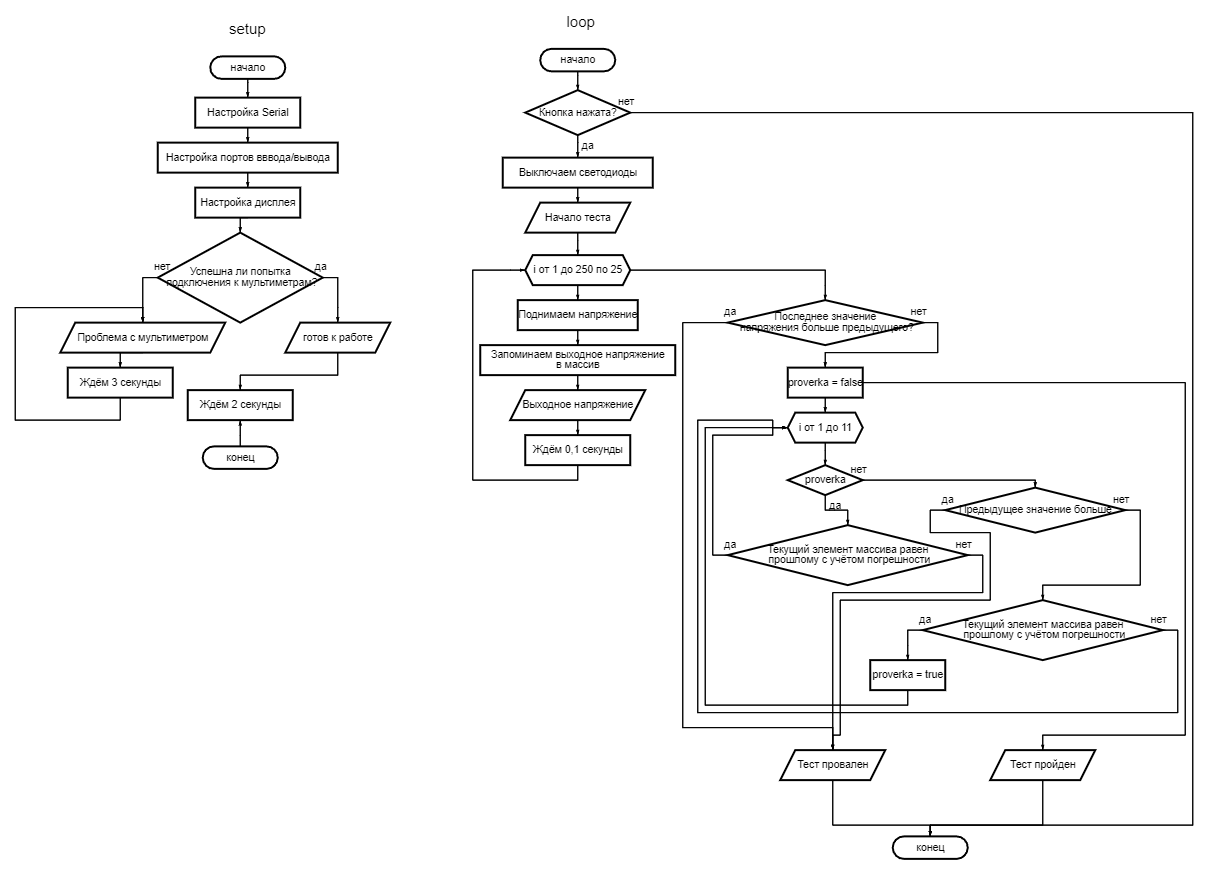 setup
начало
Настройка Serial
Настройка портов вввода/вывода
Настройка дисплея
Успешна ли попытка
подключения к мультиметрам?
нет
да
Проблема с мультиметром
готов к работе
Ждём 3 секунды
Ждём 2 секунды
конец
loop
начало
Кнопка нажата?
нет
да
Выключаем светодиоды
Начало теста
i от 1 до 250 по 25
Поднимаем напряжение
Запоминаем выходное напряжение
в массив
Выходное напряжение
Ждём 0,1 секунды
да
Последнее значение
напряжения больше предыдущего?
нет
proverka = false
i от 1 до 11
proverka
нет
да
да
Текущий элемент массива равен
прошлому с учётом погрешности
нет
да
Предыдущее значение больше
нет
да
Текущий элемент массива равен
прошлому с учётом погрешности
нет
proverka = true
Тест провален
Тест пройден
конец